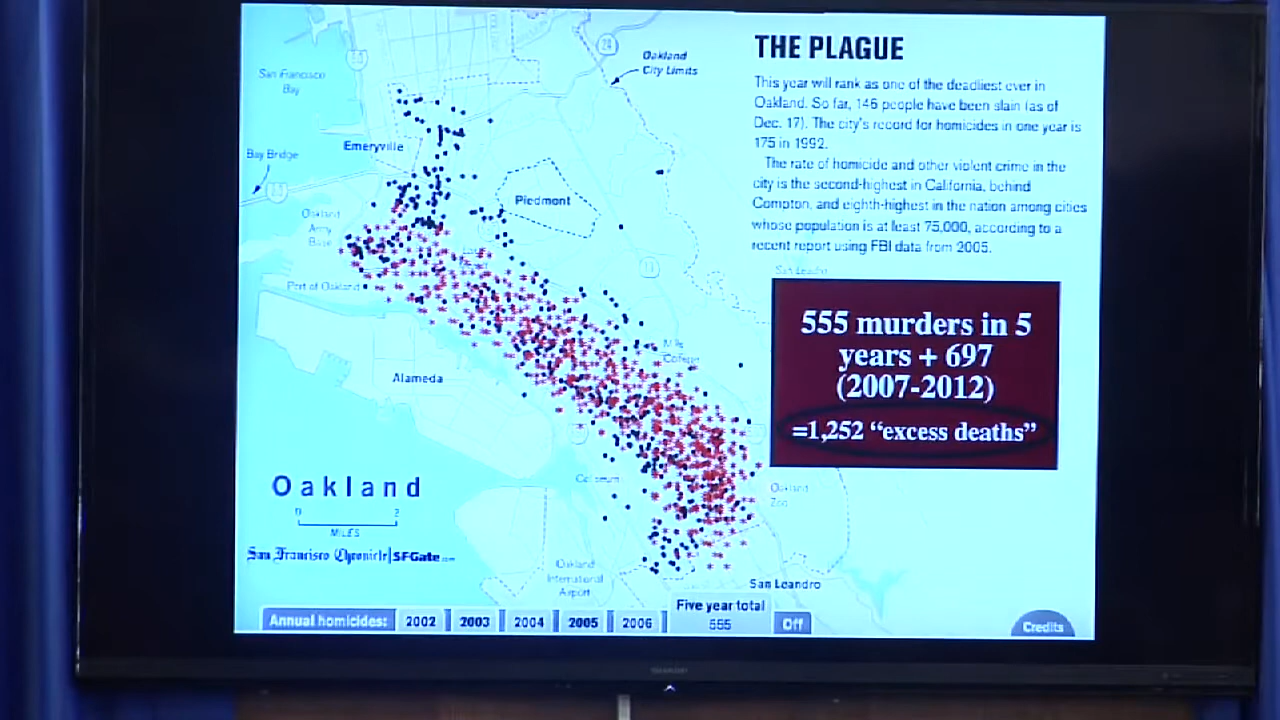 THE PLAGUE
This year will rank as one of the deadliest ever in
Oakland. So far, 146 people have been slain (as of
Dec. 17). The city's record for homicides in one year is
175 in 1992.
The rate of homicide and other violent crime in the
city is the second-highest in California, behind
Compton, and eighth-highest in the nation among cities
whose population is at least 75,000, according to a
recent report using FBI data from 2005.
555 murders in 5
years + 697
(2007-2012)
=1,252 "excess deaths"
San Francisco
Bay
24
Oakland
City Limits
Emeryville
Bay Bridge
Piedmont
Oakland
Army
Base
Port of Oakland
13
San Leandro
Mills
College
Alameda
Coliseum
Oakland
Zoo
Oakland
0 2
MILES
San Francisco Chronicle | SFGate.com
Oakland
International
Airport
San Leandro
Annual homicides: 2002 2003 2004 2005 2006
Five year total
555
Off
Credits